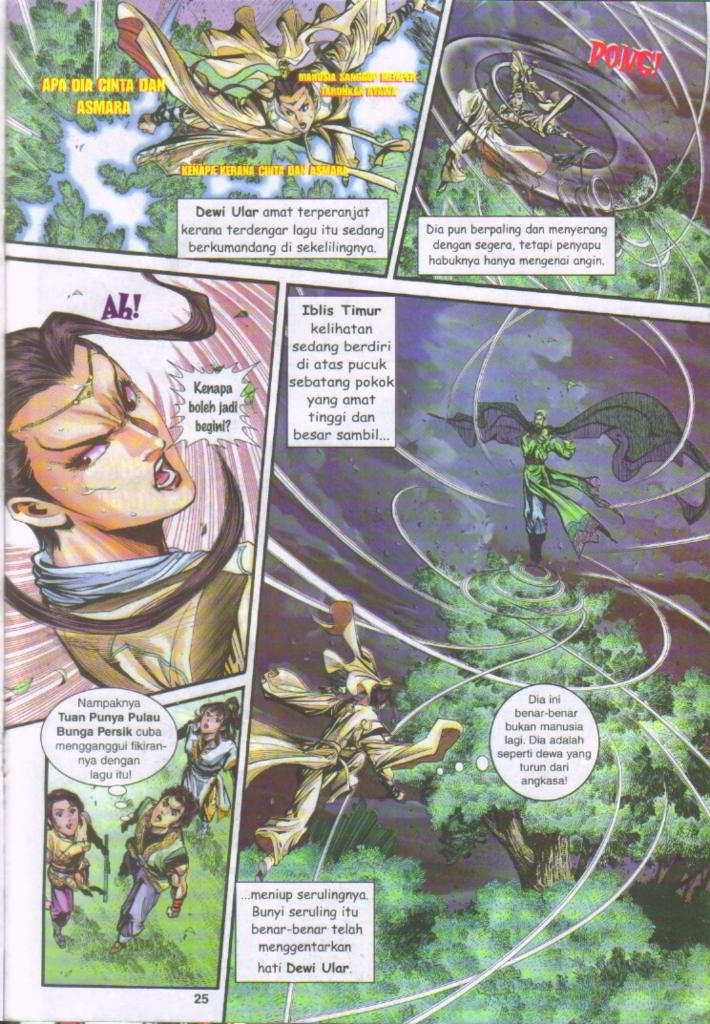 APA DIA CINTA DAN
ASMARA
MANUSIA SANGGUP MEMPER-
TARUHKAN NYAWA
KENAPA KERANA CINTA DAN ASMARA
Dewi Ular amat terperanjat
kerana terdengar lagu itu sedang
berkumandang di sekelilingnya.
PONG!
Dia pun berpaling dan menyerang
dengan segera, tetapi penyapu
habuknya hanya mengenai angin.
Ah!
Kenapa
boleh jadi
begini?
Iblis Timur
kelihatan
sedang berdiri
di atas pucuk
sebatang pokok
yang amat
tinggi dan
besar sambil...
Nampaknya
Tuan Punya Pulau
Bunga Persik cuba
mengganggui fikiran-
nya dengan
lagu itu!
Dia ini
benar-benar
bukan manusia
lagi. Dia adalah
seperti dewa yang
turun dari
angkasa!
...meniup serulingnya.
Bunyi seruling itu
benar-benar telah
menggentarkan
hati Dewi Ular.
25